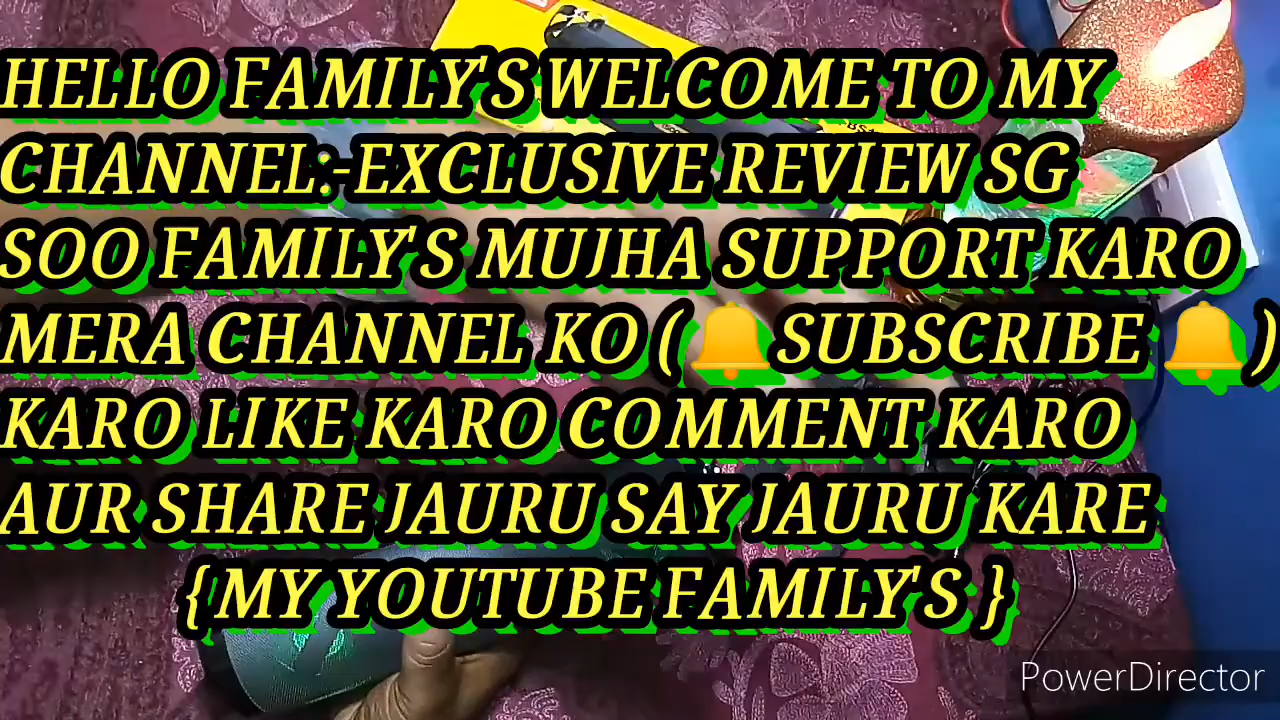 HELLO FAMILY'S WELCOME TO MY
CHANNEL:-EXCLUSIVE REVIEW SG
SOO FAMILY'S MUJHA SUPPORT KARO
MERA CHANNEL KO (🔔SUBSCRIBE 🔔)
KARO LIKE KARO COMMENT KARO
AUR SHARE JAURU SAY JAURU KARE
{MY YOUTUBE FAMILY'S }
PowerDirector